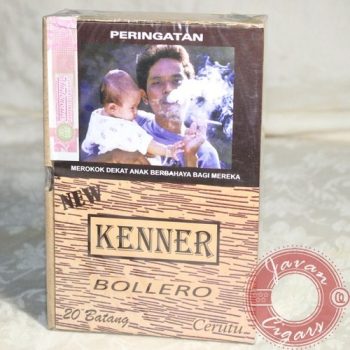 PERINGATAN
MEROKOK DEKAT ANAK BERBAHAYA BAGI MEREKA
NEW
KENNER
BOLLERO
20 Batang
Cerutu
Javan
Cigars